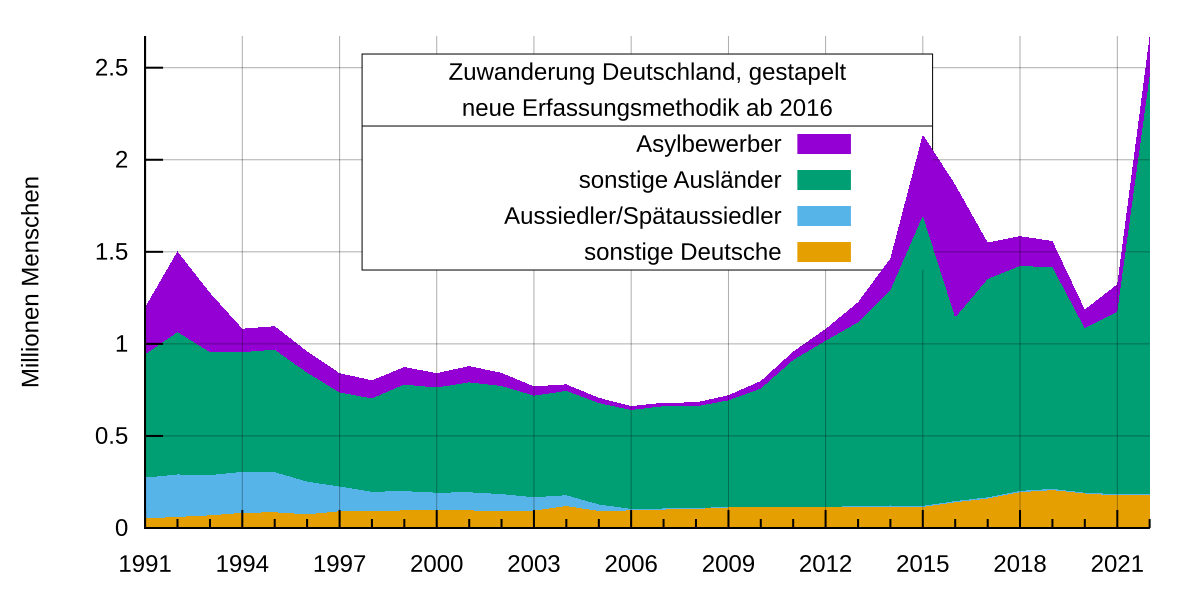 Zuwanderung Deutschland, gestapelt
neue Erfassungsmethodik ab 2016
Asylbewerber
sonstige Ausländer
Aussiedler/Spätaussiedler
sonstige Deutsche
Millionen Menschen
2.5
2
1.5
1
0.5
0
1991 1994 1997 2000 2003 2006 2009 2012 2015 2018 2021